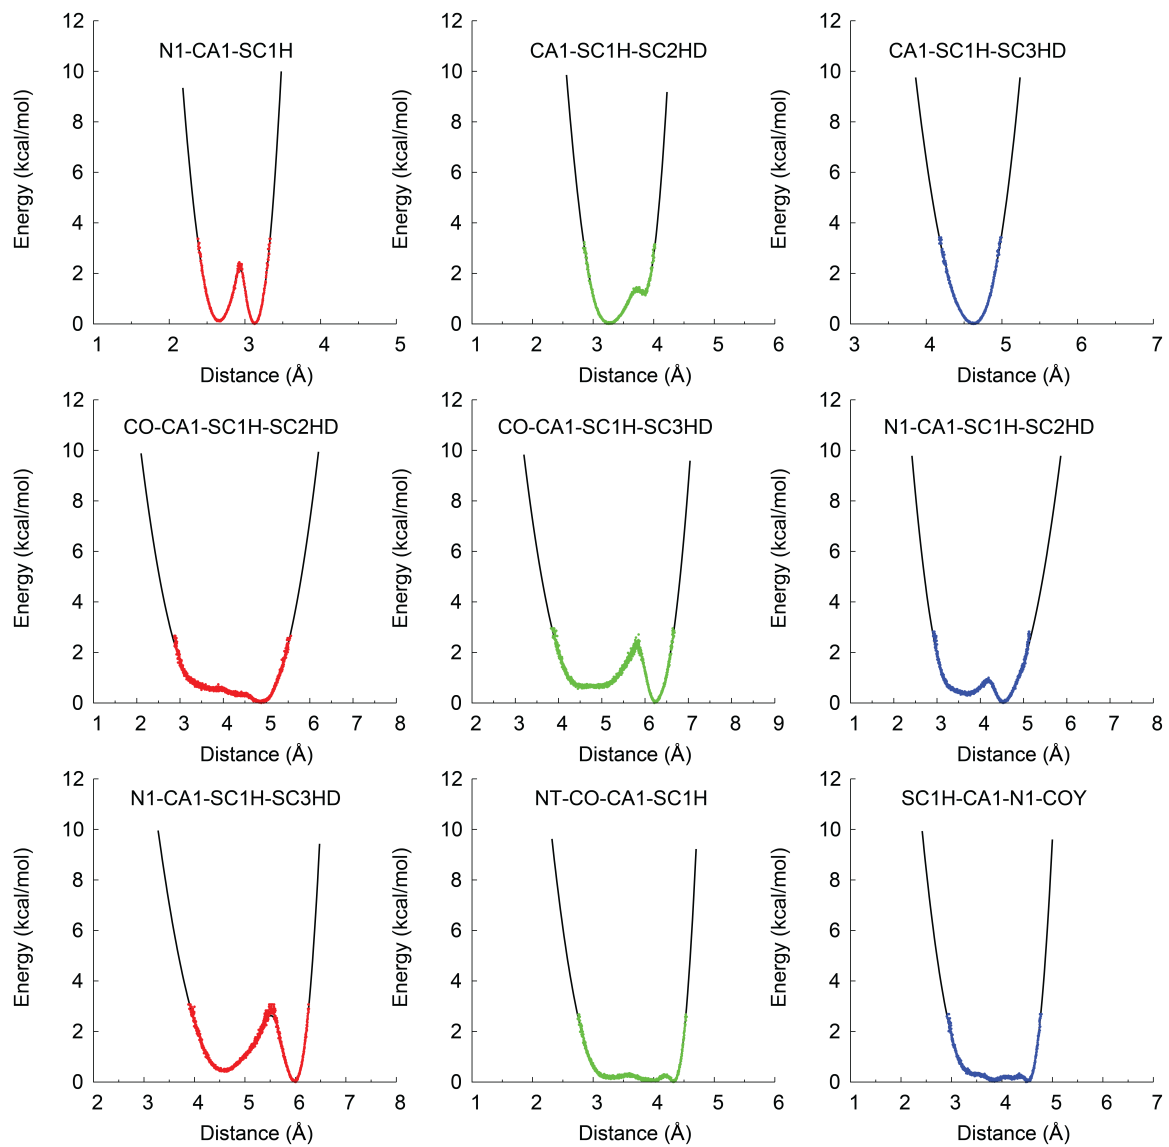 12
10
8
6
4
2
0
Energy (kcal/mol)
N1-CA1-SC1H
1 2 3 4 5
Distance (Å)
12
10
8
6
4
2
0
Energy (kcal/mol)
CA1-SC1H-SC2HD
1 2 3 4 5 6
Distance (Å)
12
10
8
6
4
2
0
Energy (kcal/mol)
CA1-SC1H-SC3HD
3 4 5 6 7
Distance (Å)
12
10
8
6
4
2
0
Energy (kcal/mol)
CO-CA1-SC1H-SC2HD
1 2 3 4 5 6 7 8
Distance (Å)
12
10
8
6
4
2
0
Energy (kcal/mol)
CO-CA1-SC1H-SC3HD
2 3 4 5 6 7 8 9
Distance (Å)
12
10
8
6
4
2
0
Energy (kcal/mol)
N1-CA1-SC1H-SC2HD
1 2 3 4 5 6 7 8
Distance (Å)
12
10
8
6
4
2
0
Energy (kcal/mol)
N1-CA1-SC1H-SC3HD
2 3 4 5 6 7 8
Distance (Å)
12
10
8
6
4
2
0
Energy (kcal/mol)
NT-CO-CA1-SC1H
1 2 3 4 5 6
Distance (Å)
12
10
8
6
4
2
0
Energy (kcal/mol)
SC1H-CA1-N1-COY
1 2 3 4 5 6 7
Distance (Å)